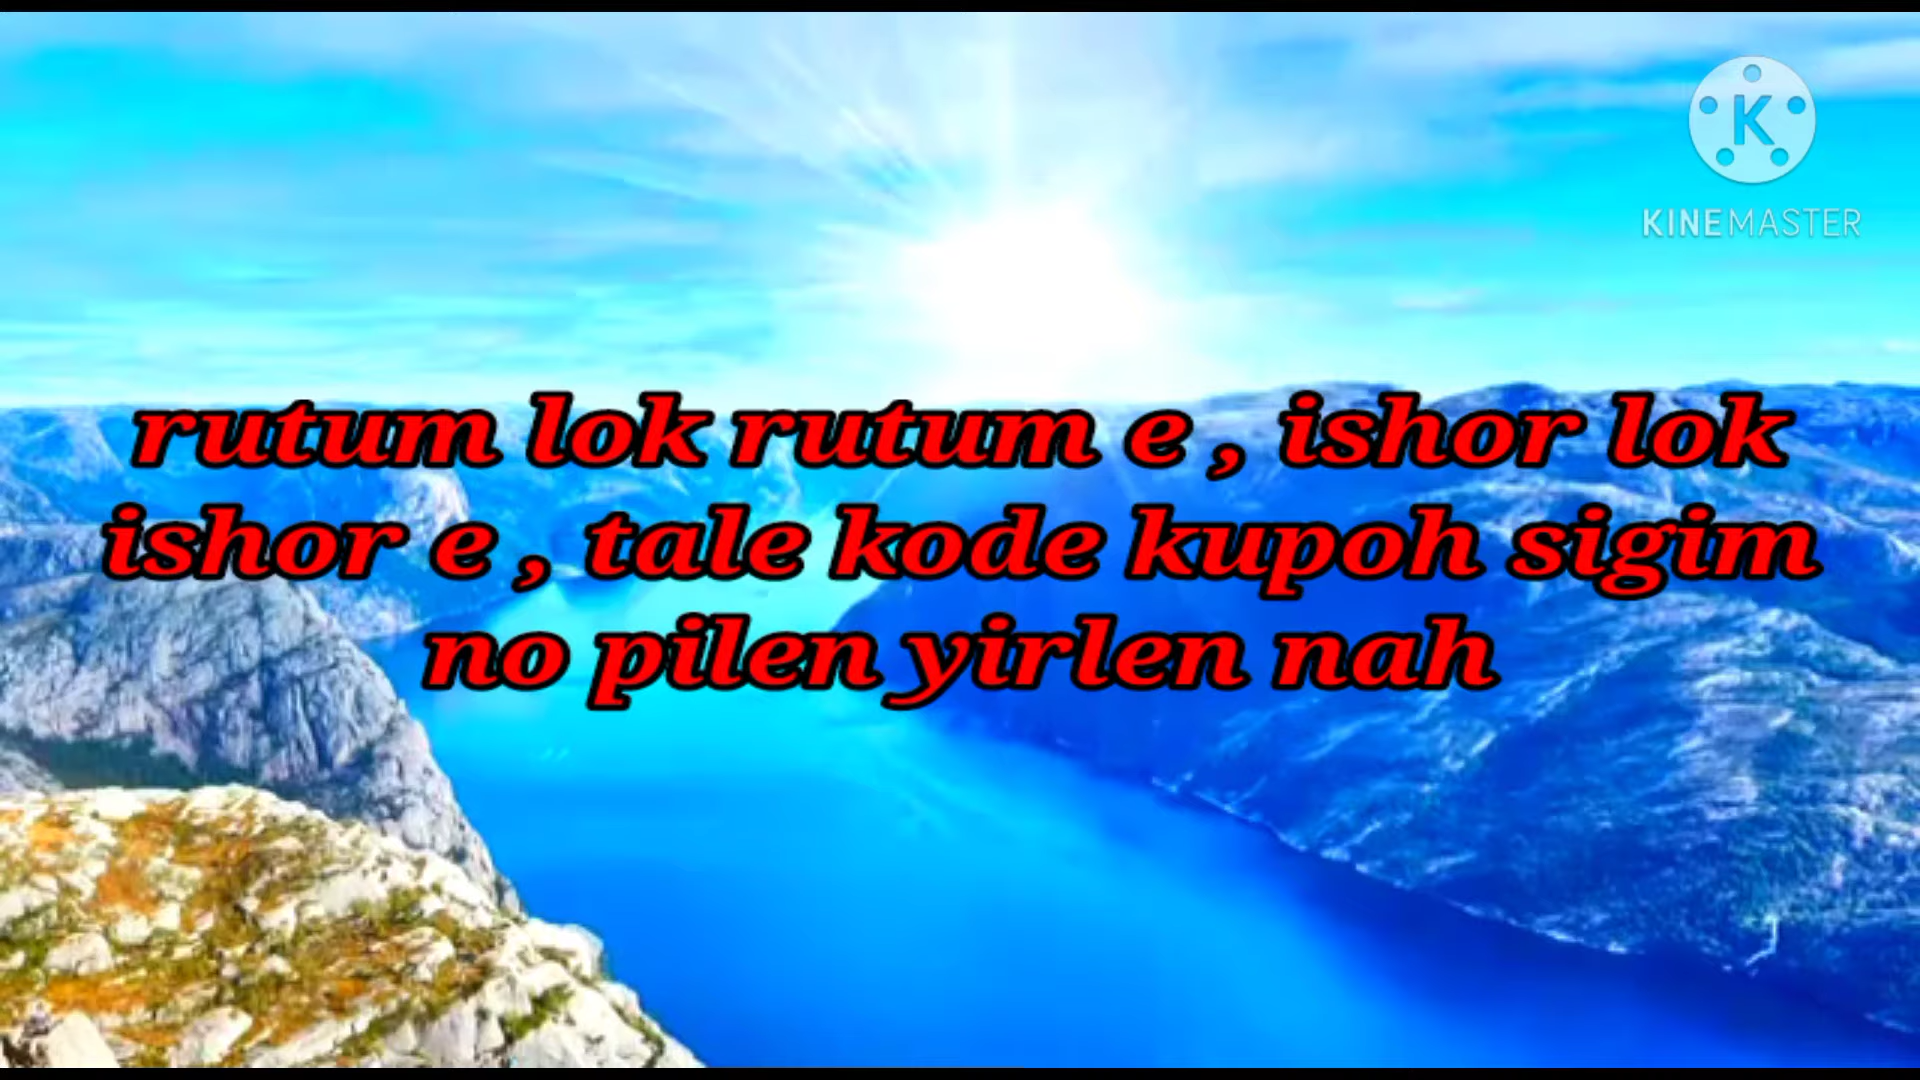 KINEMASTER
rutum lok rutum e , ishor lok
ishor e , tale kode kupoh sigim
no pilen yirlen nah